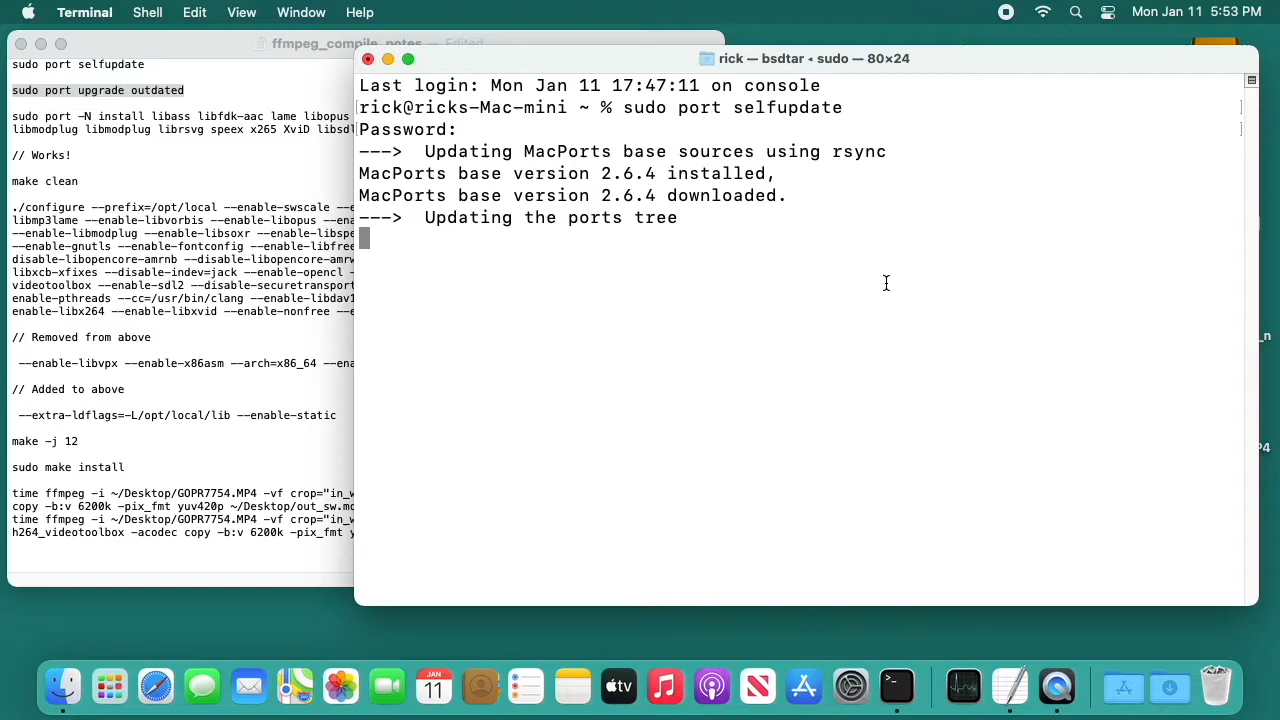 Terminal Shell Edit View Window Help Mon Jan 11 5:53 PM
ffmpeg_compile_notes — Edited
sudo port selfupdate
sudo port upgrade outdated
sudo port -N install libass libfdk-aac lame libopus
libmodplug libmodplug librsvg speex x265 XviD libsdl
// Works!
make clean
./configure --prefix=/opt/local --enable-swscale
libmp3lame --enable-libvorbis --enable-libopus
--enable-libmodplug --enable-libsoxr --enable-libspe
--enable-gnutls --enable-fontconfig --enable-libfree
disable-libopencore-amrnb --disable-libopencore-amrw
libxcb-xfixes --disable-indev=jack --enable-opencl
videotoolbox --enable-sdl2 --disable-securetransport
enable-pthreads --cc=/usr/bin/clang --enable-libdav1
enable-libx264 --enable-libxvid --enable-nonfree
// Removed from above
--enable-libvpx --enable-x86asm --arch=x86_64 --ena
// Added to above
--extra-ldflags=-L/opt/local/lib --enable-static
make -j 12
sudo make install
time ffmpeg -i ~/Desktop/GOPR7754.MP4 -vf crop="in_w
copy -b:v 6200k -pix_fmt yuv420p ~/Desktop/out_sw.mo
time ffmpeg -i ~/Desktop/GOPR7754.MP4 -vf crop="in_w
h264_videotoolbox -acodec copy -b:v 6200k -pix_fmt y
rick — bsdtar ◂ sudo — 80×24
Last login: Mon Jan 11 17:47:11 on console
[rick@ricks-Mac-mini ~ % sudo port selfupdate ]
[Password: ]
---> Updating MacPorts base sources using rsync
MacPorts base version 2.6.4 installed,
MacPorts base version 2.6.4 downloaded.
---> Updating the ports tree
_n
P4
JAN
11
tv
>_